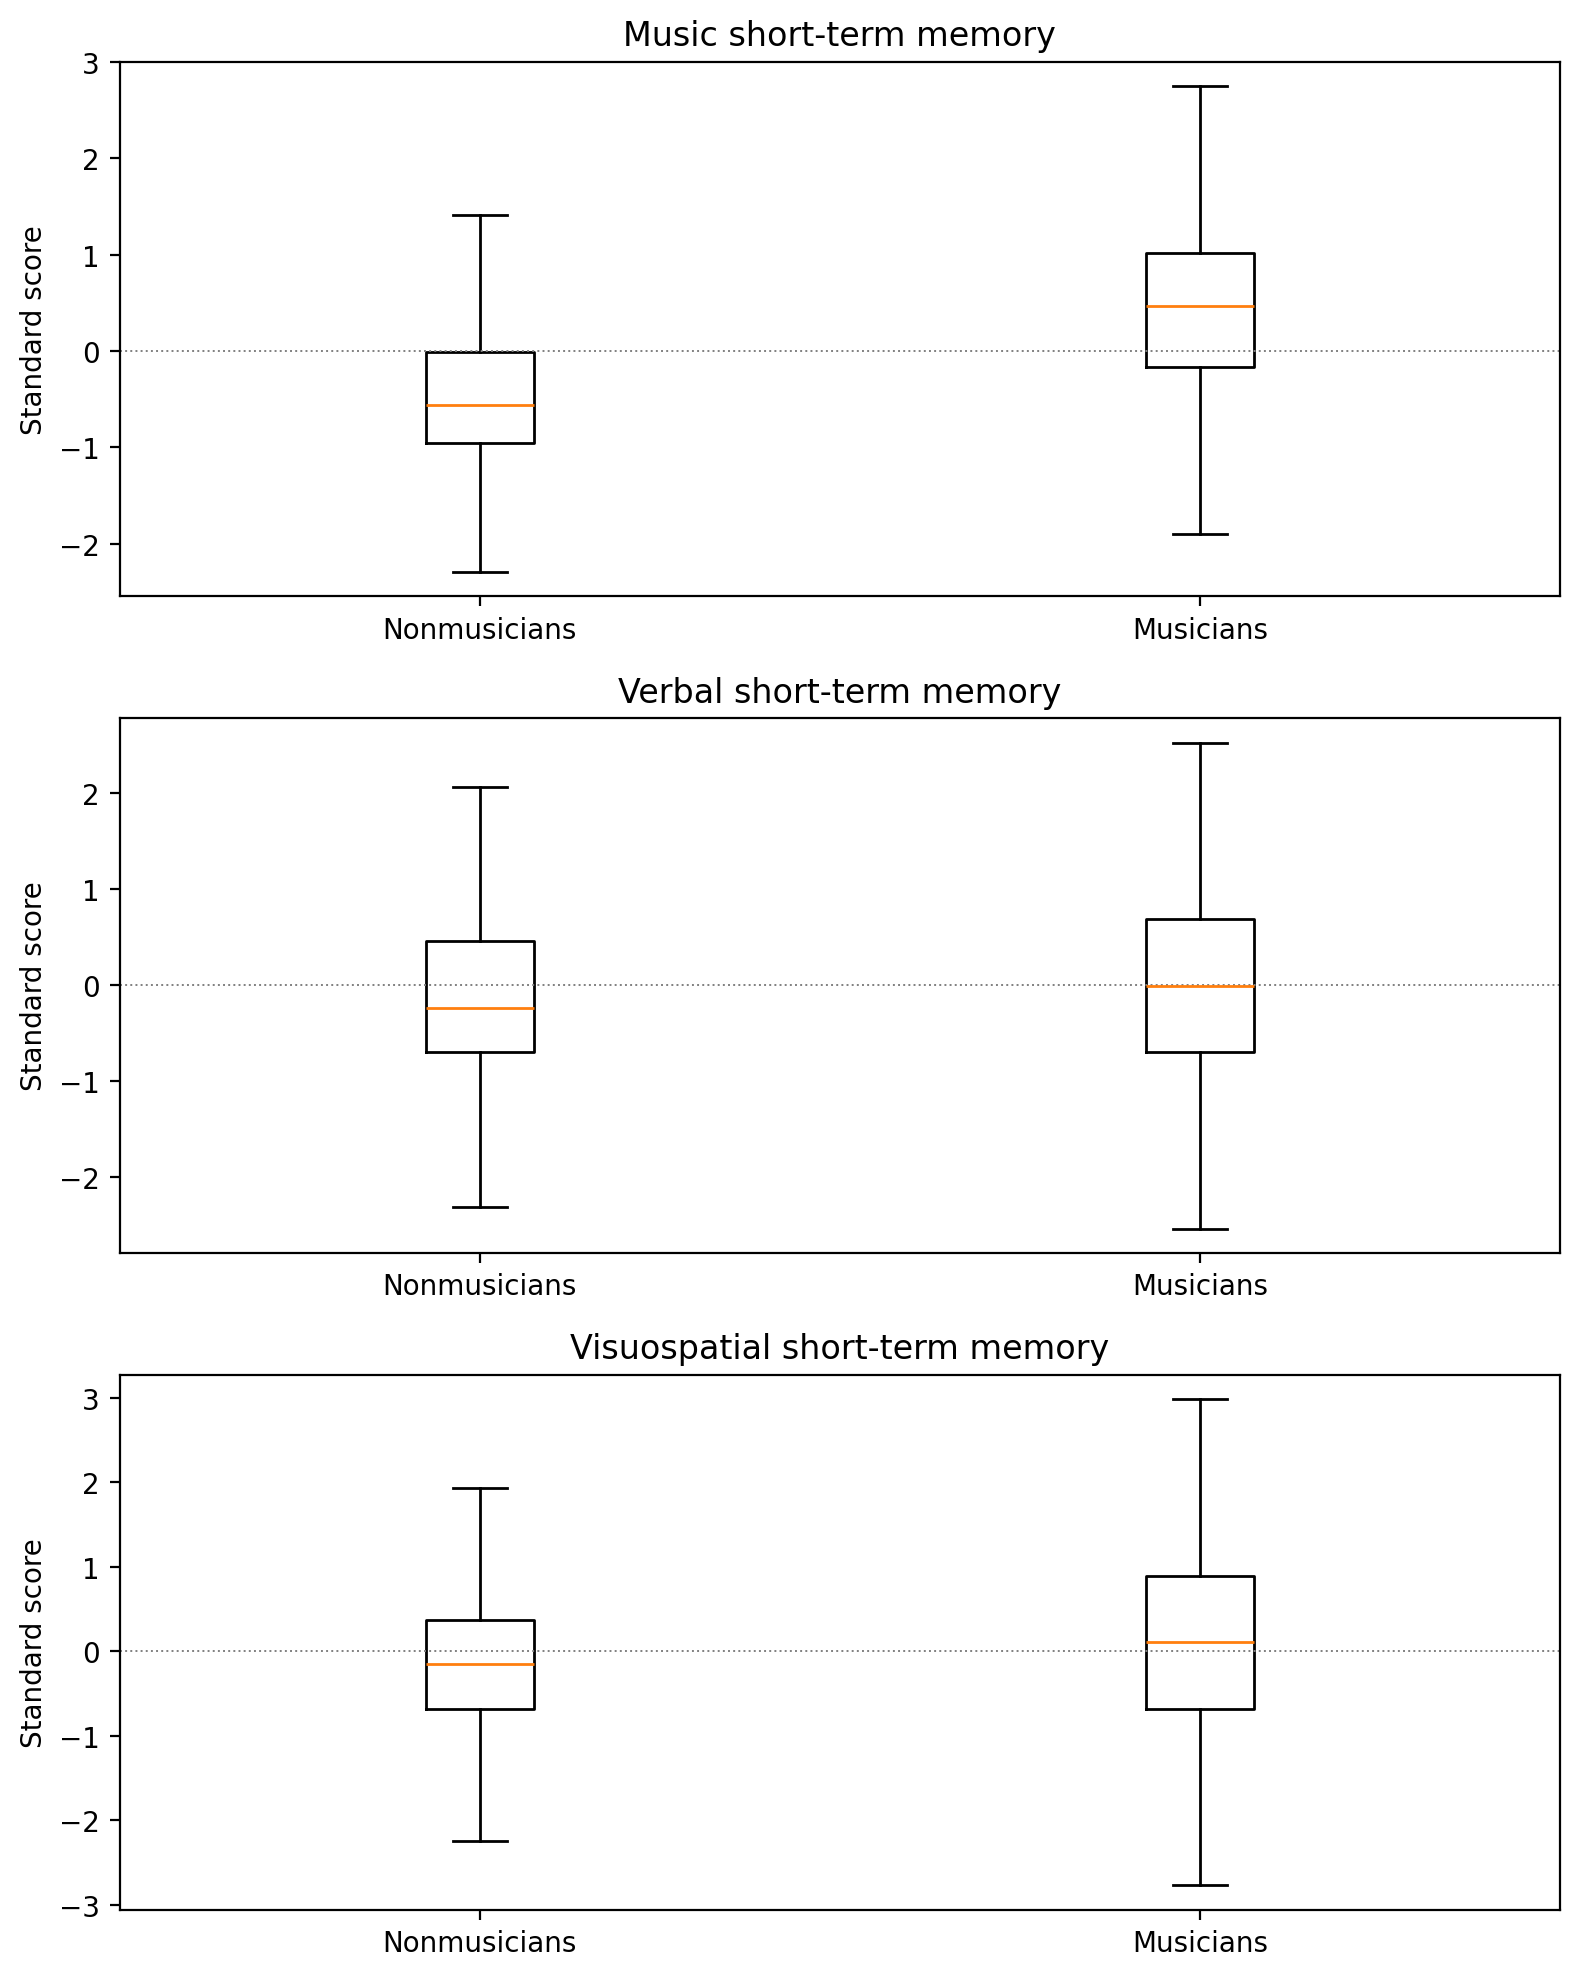 Music short-term memory
3
2
1
0
−1
−2
Standard score
Nonmusicians Musicians
Verbal short-term memory
2
1
0
−1
−2
Standard score
Nonmusicians Musicians
Visuospatial short-term memory
3
2
1
0
−1
−2
−3
Standard score
Nonmusicians Musicians